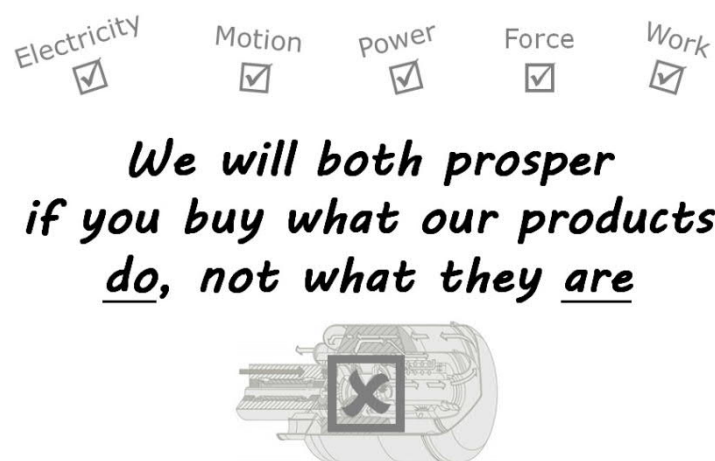 Electricity Motion Power Force Work
We will both prosper
if you buy what our products
do, not what they are